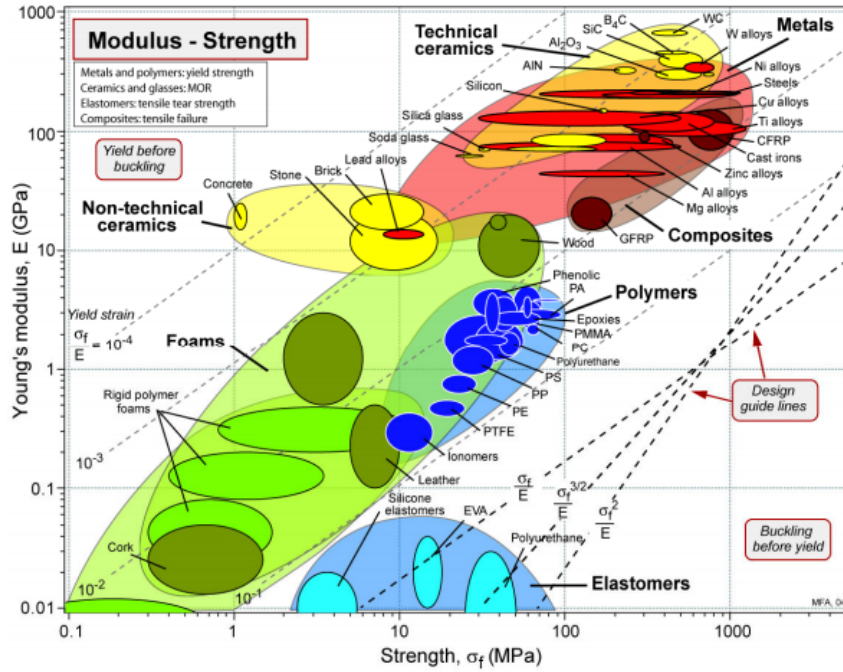 Modulus - Strength
Metals and polymers: yield strength
Ceramics and glasses: MOR
Elastomers: tensile tear strength
Composites: tensile failure
Technical
ceramics
B₄C
SiC
Al₂O₃
AlN
WC
W alloys
Metals
Ni alloys
Steels
Cu alloys
Ti alloys
CFRP
Cast irons
Zinc alloys
Al alloys
Mg alloys
Silicon
Silica glass
Soda glass
Yield before
buckling
Stone
Brick
Lead alloys
Concrete
Non-technical
ceramics
Composites
GFRP
Wood
Phenolic
PA
Polymers
Epoxies
PMMA
PC
Polyurethane
PS
PP
PE
PTFE
Ionomers
Leather
Yield strain
σf/E = 10⁻⁴
Foams
Rigid polymer
foams
10⁻³
Design
guide lines
σf/E
σf^3/2/E
σf^2/E
Silicone
elastomers
EVA
Polyurethane
Elastomers
Cork
10⁻²
10⁻¹
Buckling
before yield
MFA, 04
Young's modulus, E (GPa)
1000
100
10
1
0.1
0.01
0.1
1
10
100
1000
Strength, σf (MPa)